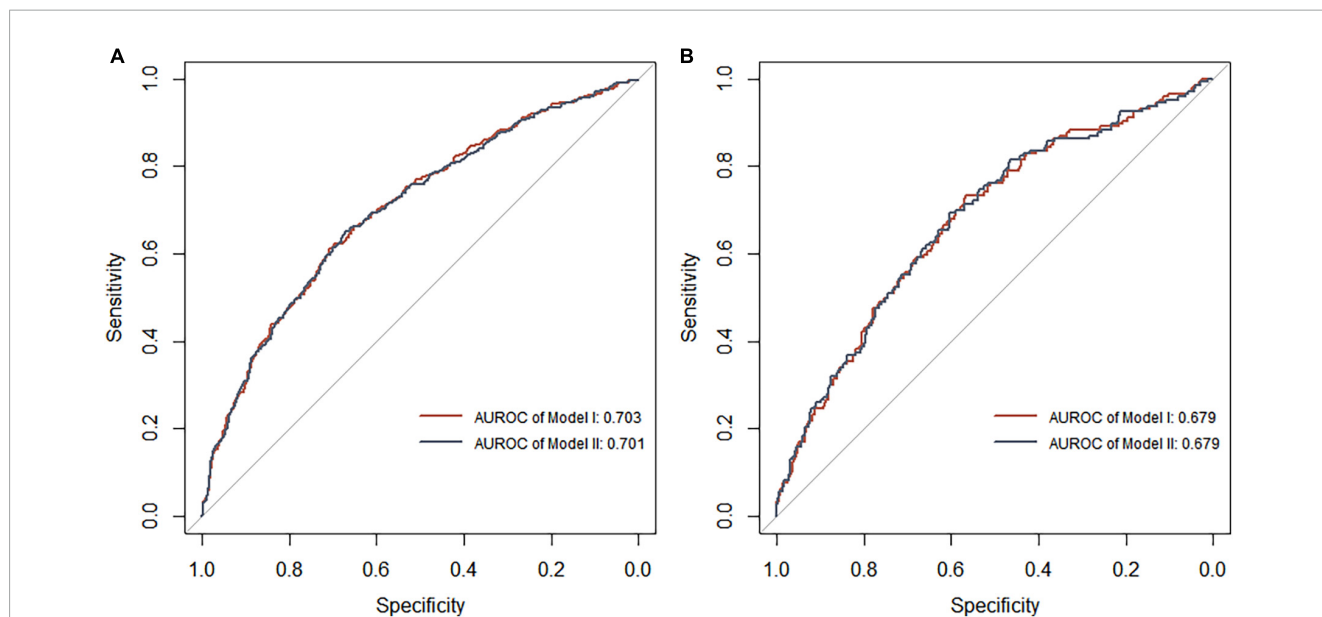 A
1.0
0.8
0.6
0.4
0.2
0.0
Sensitivity
AUROC of Model I: 0.703
AUROC of Model II: 0.701
1.0 0.8 0.6 0.4 0.2 0.0
Specificity
B
1.0
0.8
0.6
0.4
0.2
0.0
Sensitivity
AUROC of Model I: 0.679
AUROC of Model II: 0.679
1.0 0.8 0.6 0.4 0.2 0.0
Specificity